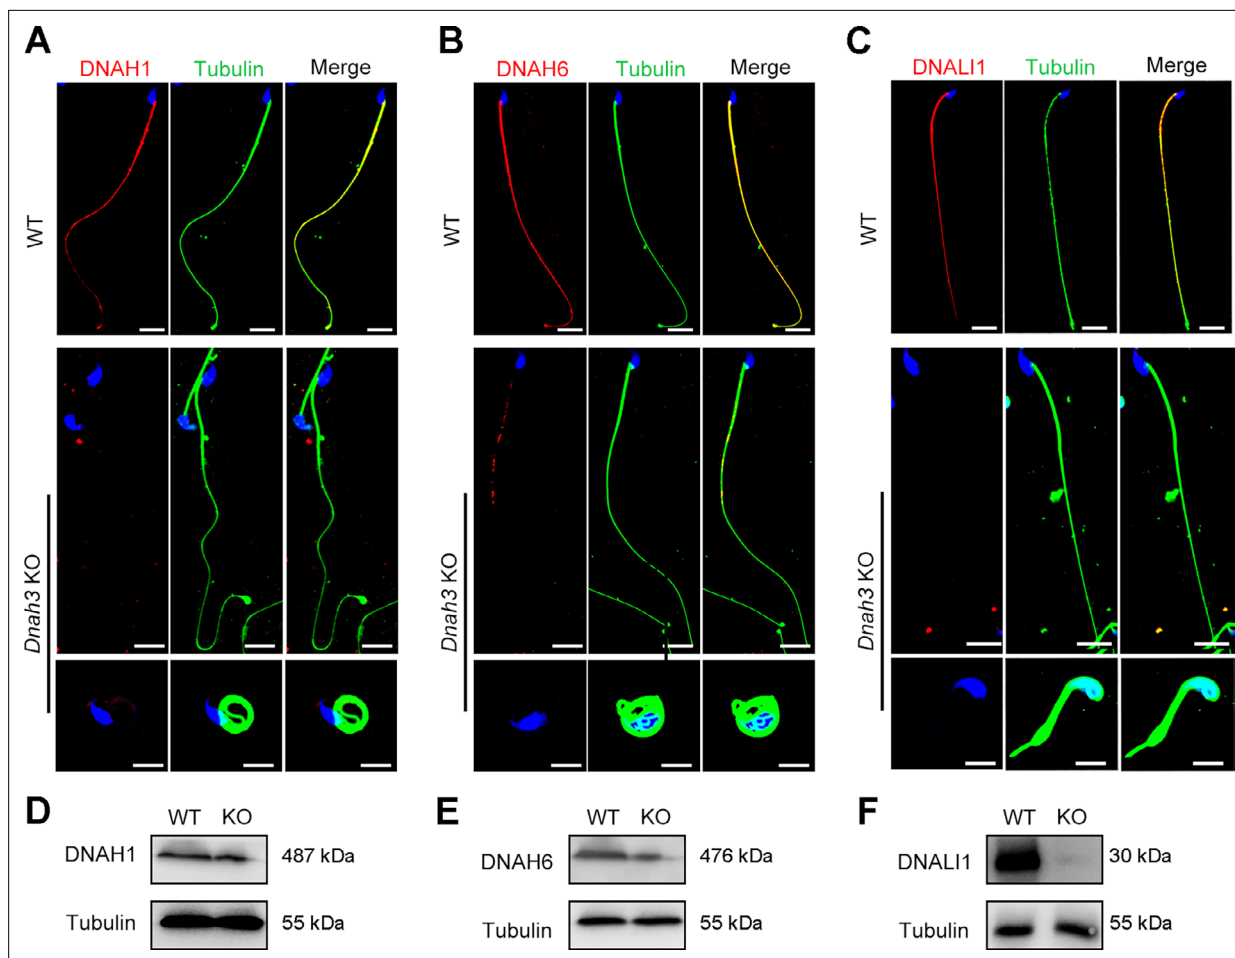 A
DNAH1 Tubulin Merge
WT
Dnah3 KO
B
DNAH6 Tubulin Merge
WT
Dnah3 KO
C
DNALI1 Tubulin Merge
WT
Dnah3 KO
D
WT KO
DNAH1 487 kDa
Tubulin 55 kDa
E
WT KO
DNAH6 476 kDa
Tubulin 55 kDa
F
WT KO
DNALI1 30 kDa
Tubulin 55 kDa